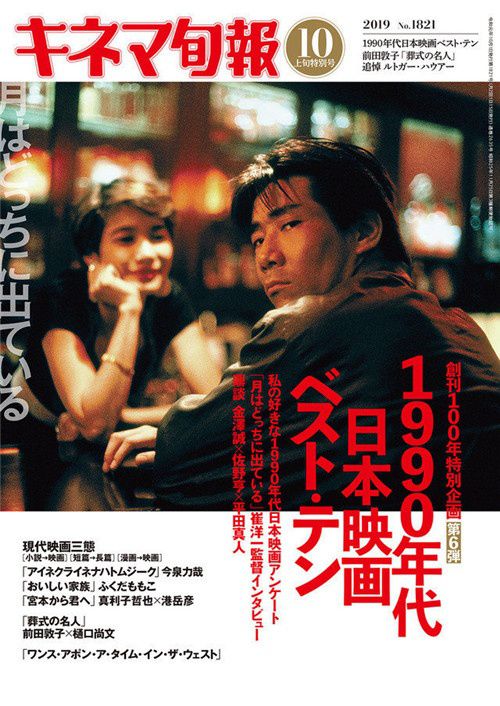 キネマ旬報
10
上旬特別号
2019 No.1821
1990年代日本映画ベスト・テン
前田敦子「葬式の名人」
追悼 ルトガー・ハウアー
月はどっちに出ている
創刊100年特別企画 第6弾
1990年代
日本映画
ベスト・テン
私の好きな1990年代日本映画アンケート
「月はどっちに出ている」崔洋一監督インタビュー
鼎談 金澤誠×佐野亨×平田真人
現代映画三態
[小説→映画][短篇→長篇][漫画→映画]
「アイネクライネナハトムジーク」今泉力哉
「おいしい家族」ふくだももこ
「宮本から君へ」真利子哲也×港岳彦
「葬式の名人」
前田敦子×樋口尚文
「ワンス・アポン・ア・タイム・イン・ザ・ウェスト」